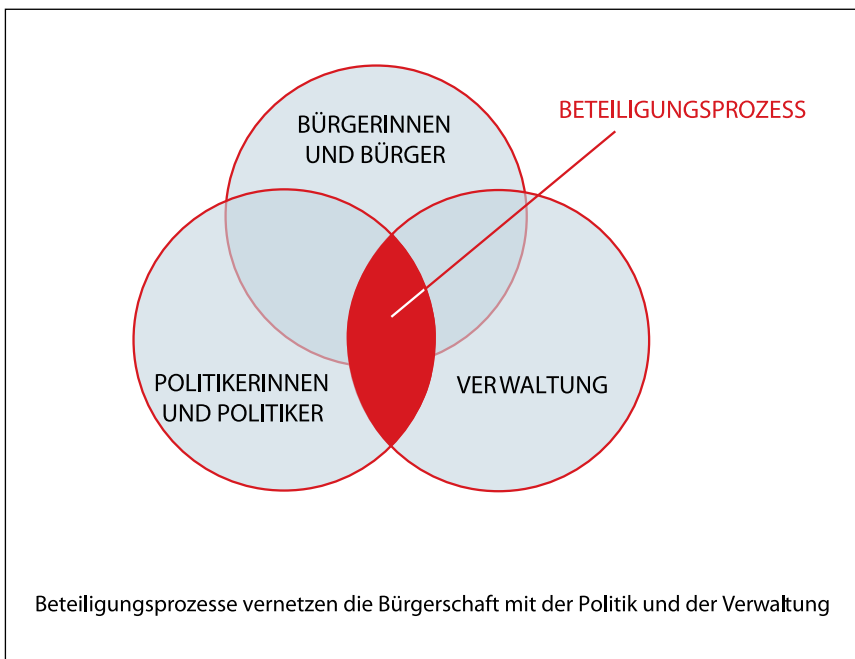 BÜRGERINNEN
UND BÜRGER
BETEILIGUNGSPROZESS
POLITIKERINNEN
UND POLITIKER
VERWALTUNG
Beteiligungsprozesse vernetzen die Bürgerschaft mit der Politik und der Verwaltung